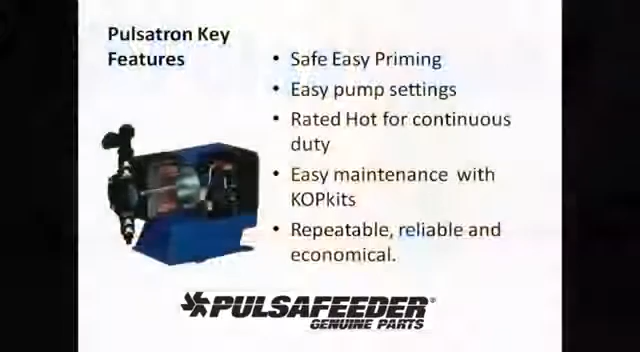 Pulsatron Key
Features
• Safe Easy Priming
• Easy pump settings
• Rated Hot for continuous
duty
• Easy maintenance with
KOPkits
• Repeatable, reliable and
economical.
PULSAFEEDER®
GENUINE PARTS